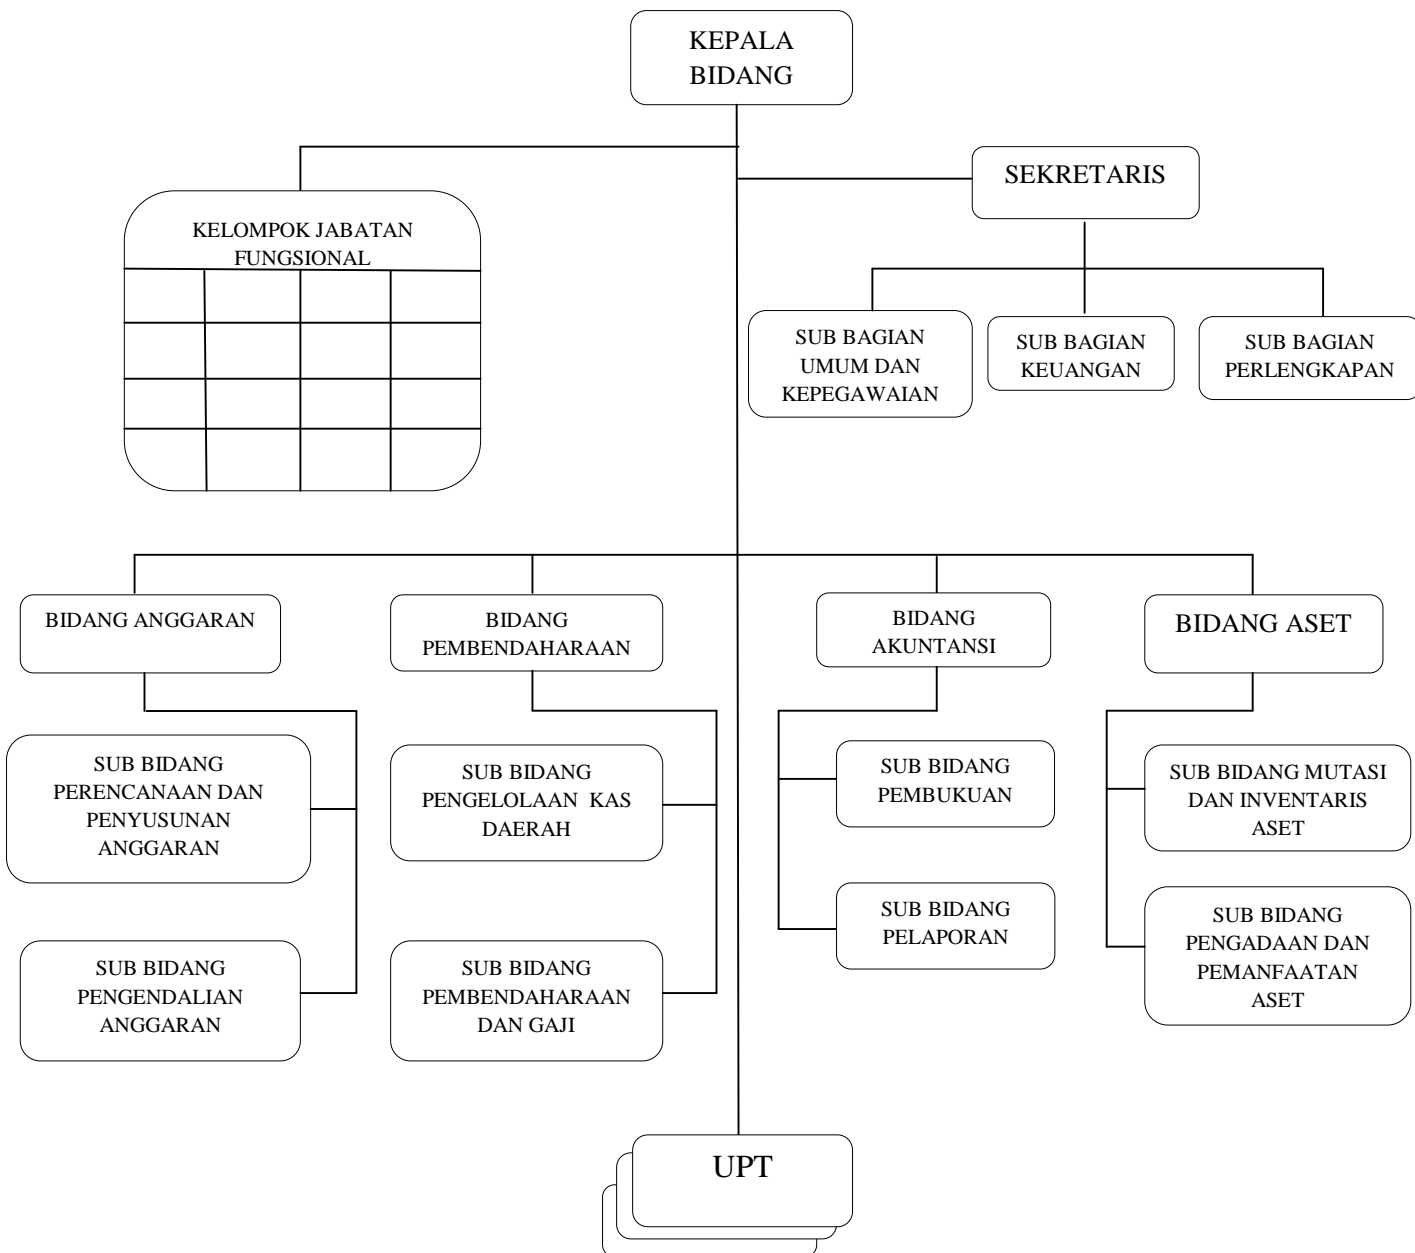 KEPALA
BIDANG
SEKRETARIS
KELOMPOK JABATAN
FUNGSIONAL
SUB BAGIAN
UMUM DAN
KEPEGAWAIAN
SUB BAGIAN
KEUANGAN
SUB BAGIAN
PERLENGKAPAN
BIDANG ANGGARAN
BIDANG
PEMBENDAHARAAN
BIDANG
AKUNTANSI
BIDANG ASET
SUB BIDANG
PERENCANAAN DAN
PENYUSUNAN
ANGGARAN
SUB BIDANG
PENGELOLAAN  KAS
DAERAH
SUB BIDANG
PEMBUKUAN
SUB BIDANG MUTASI
DAN INVENTARIS
ASET
SUB BIDANG
PENGENDALIAN
ANGGARAN
SUB BIDANG
PEMBENDAHARAAN
DAN GAJI
SUB BIDANG
PELAPORAN
SUB BIDANG
PENGADAAN DAN
PEMANFAATAN
ASET
UPT